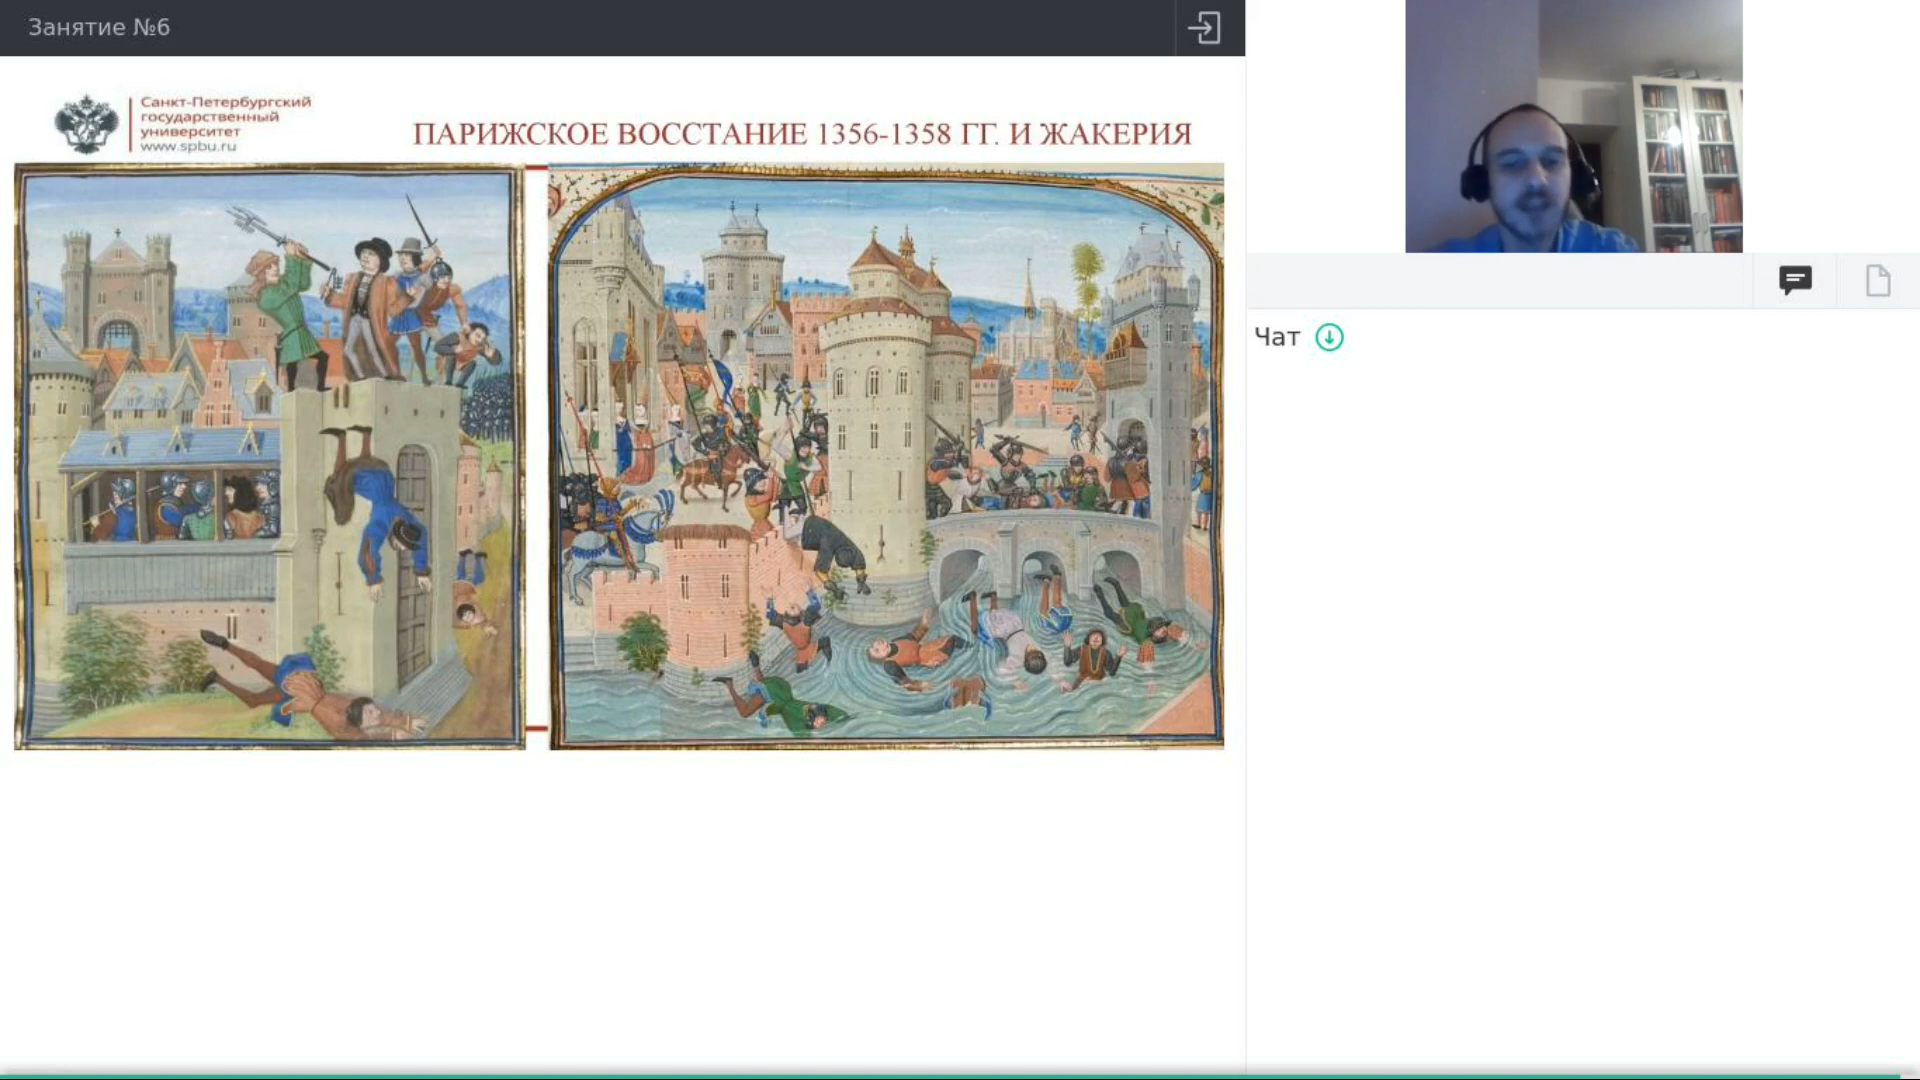 Занятие №6
Санкт-Петербургский
государственный
университет
www.spbu.ru
ПАРИЖСКОЕ ВОССТАНИЕ 1356-1358 ГГ. И ЖАКЕРИЯ
Чат